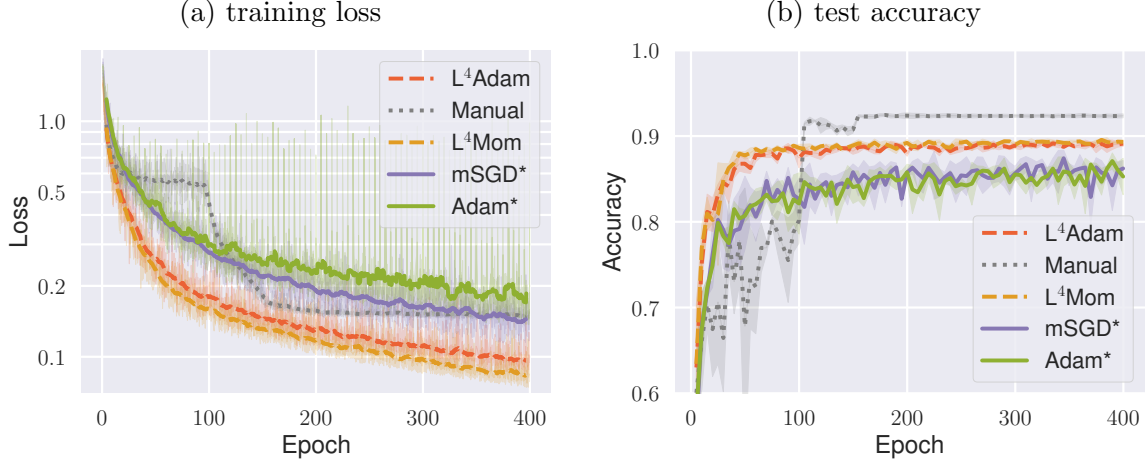 (a) training loss
Loss
1.0
0.5
0.2
0.1
0
100
200
300
400
Epoch
L⁴Adam
Manual
L⁴Mom
mSGD*
Adam*
(b) test accuracy
Accuracy
1.0
0.9
0.8
0.7
0.6
0
100
200
300
400
Epoch
L⁴Adam
Manual
L⁴Mom
mSGD*
Adam*